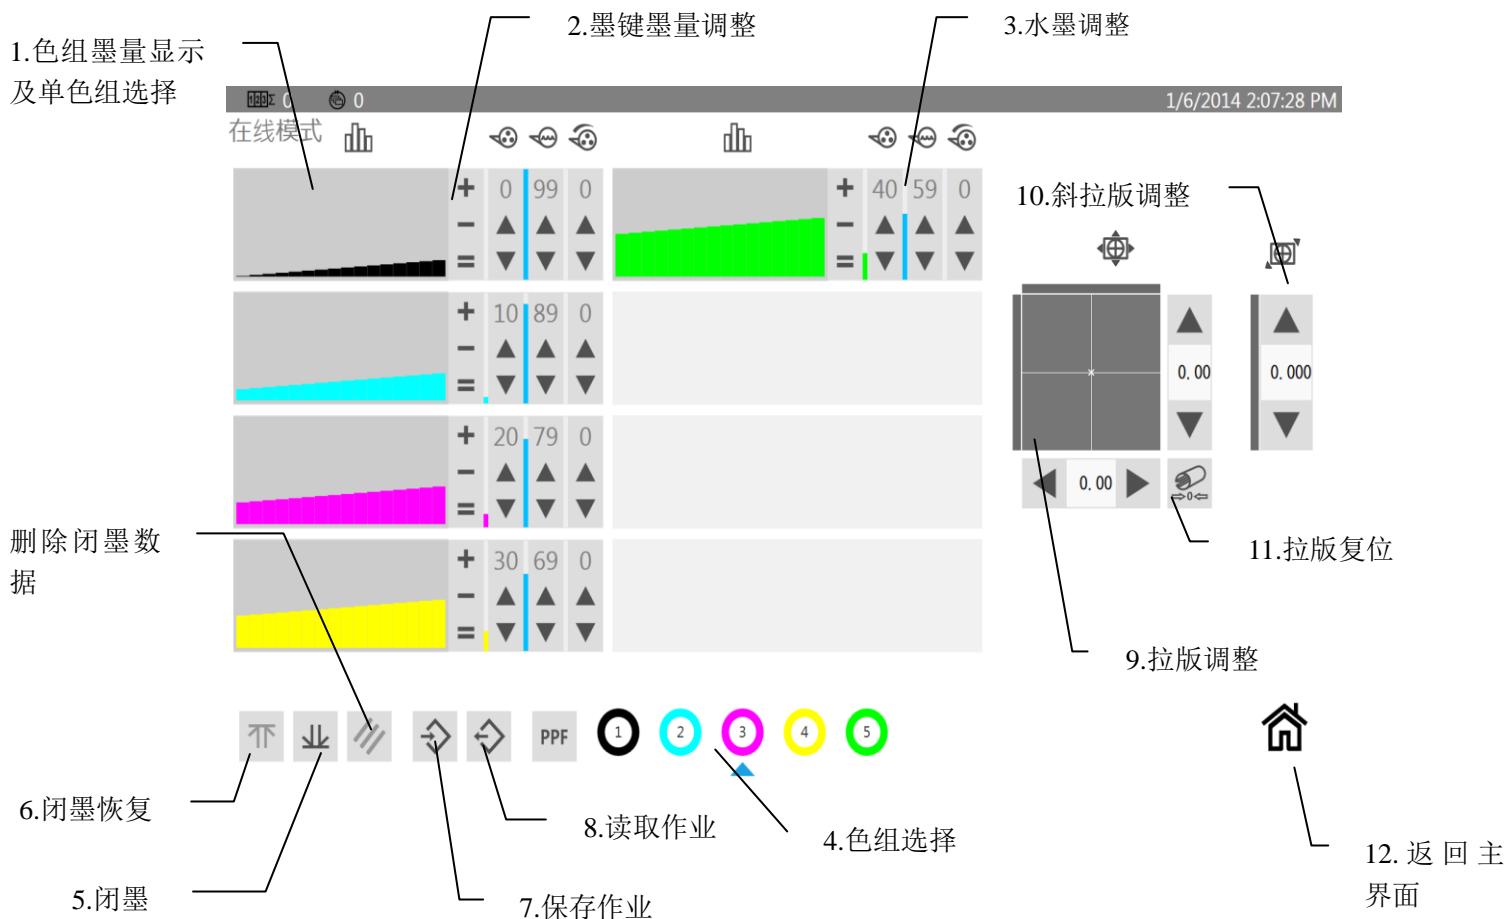 1.色组墨量显示
及单色组选择
2.墨键墨量调整
3.水墨调整
123Σ 0 0
1/6/2014 2:07:28 PM
在线模式
+ 0 99 0
-
=
+ 40 59 0
-
=
10.斜拉版调整
+ 10 89 0
-
=
0.00
0.000
+ 20 79 0
-
=
0.00
⇒0⇐
11.拉版复位
删除闭墨数
据
+ 30 69 0
-
=
9.拉版调整
PPF
1 2 3 4 5
6.闭墨恢复
8.读取作业
4.色组选择
12.返回主
界面
5.闭墨
7.保存作业